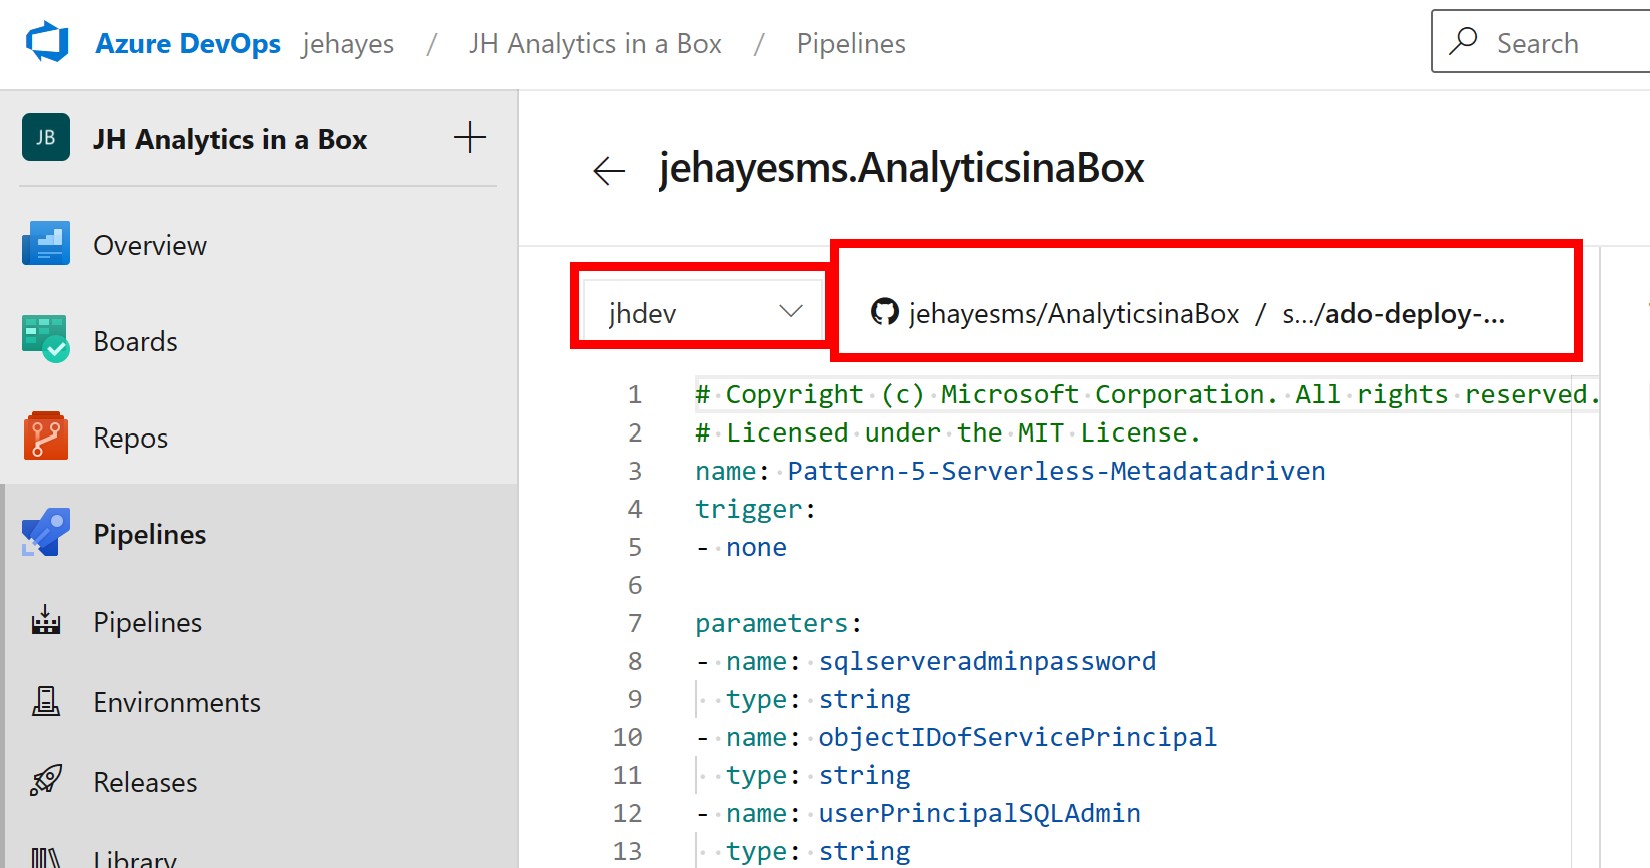 Azure DevOps jehayes / JH Analytics in a Box / Pipelines
Search
JB JH Analytics in a Box
Overview
Boards
Repos
Pipelines
Pipelines
Environments
Releases
Library
jehayesms.AnalyticsinaBox
jhdev
jehayesms/AnalyticsinaBox / s.../ado-deploy-...
1 # Copyright (c) Microsoft Corporation. All rights reserved.
2 # Licensed under the MIT License.
3 name: Pattern-5-Serverless-Metadatadriven
4 trigger:
5 - none
6
7 parameters:
8 - name: sqlserveradminpassword
9 type: string
10 - name: objectIDofServicePrincipal
11 type: string
12 - name: userPrincipalSQLAdmin
13 type: string